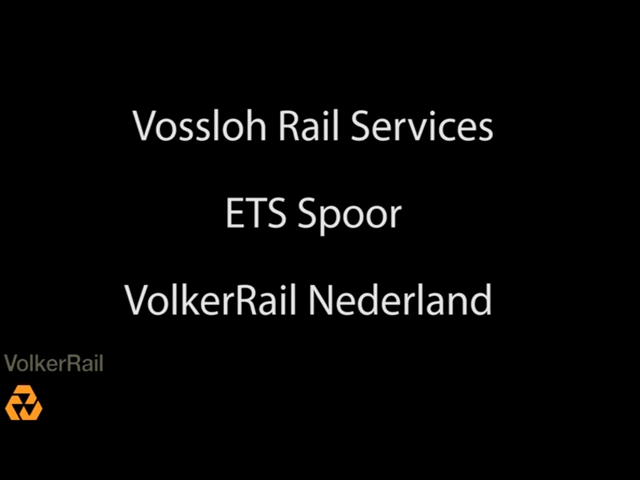 Vossloh Rail Services
ETS Spoor
VolkerRail Nederland
VolkerRail